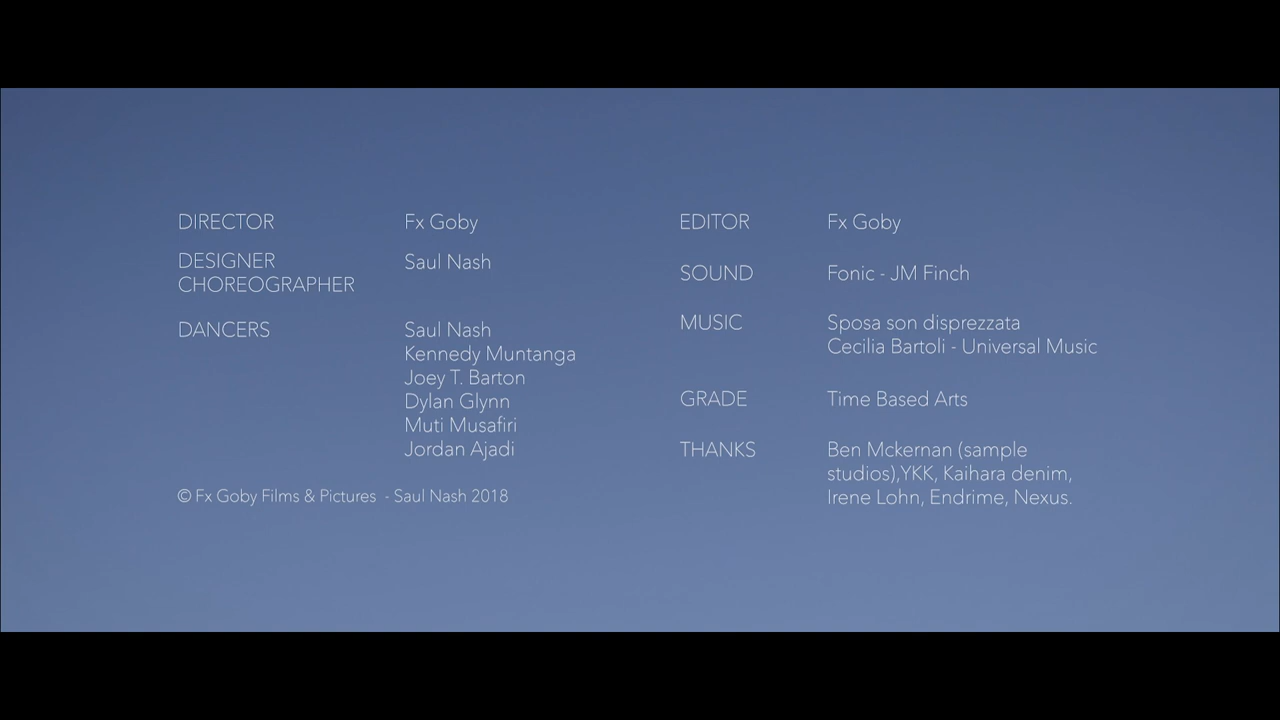 DIRECTOR Fx Goby
DESIGNER
CHOREOGRAPHER Saul Nash
DANCERS Saul Nash
Kennedy Muntanga
Joey T. Barton
Dylan Glynn
Muti Musafiri
Jordan Ajadi
© Fx Goby Films & Pictures - Saul Nash 2018
EDITOR Fx Goby
SOUND Fonic - JM Finch
MUSIC Sposa son disprezzata
Cecilia Bartoli - Universal Music
GRADE Time Based Arts
THANKS Ben Mckernan (sample
studios),YKK, Kaihara denim,
Irene Lohn, Endrime, Nexus.